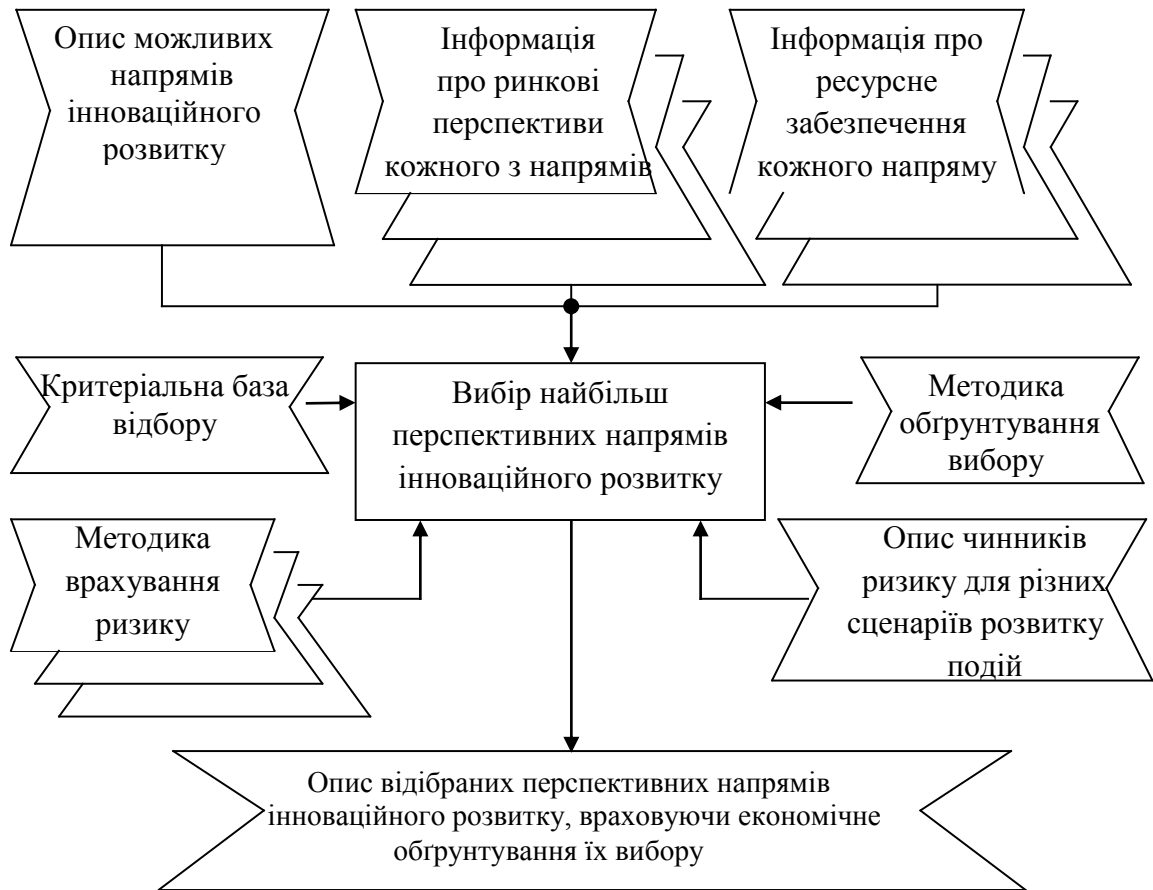 Опис можливих
напрямів
інноваційного
розвитку
Інформація
про ринкові
перспективи
кожного з напрямів
Інформація про
ресурсне
забезпечення
кожного напряму
Критеріальна база
відбору
Вибір найбільш
перспективних напрямів
інноваційного розвитку
Методика
обґрунтування
вибору
Методика
врахування
ризику
Опис чинників
ризику для різних
сценаріїв розвитку
подій
Опис відібраних перспективних напрямів
інноваційного розвитку, враховуючи економічне
обґрунтування їх вибору